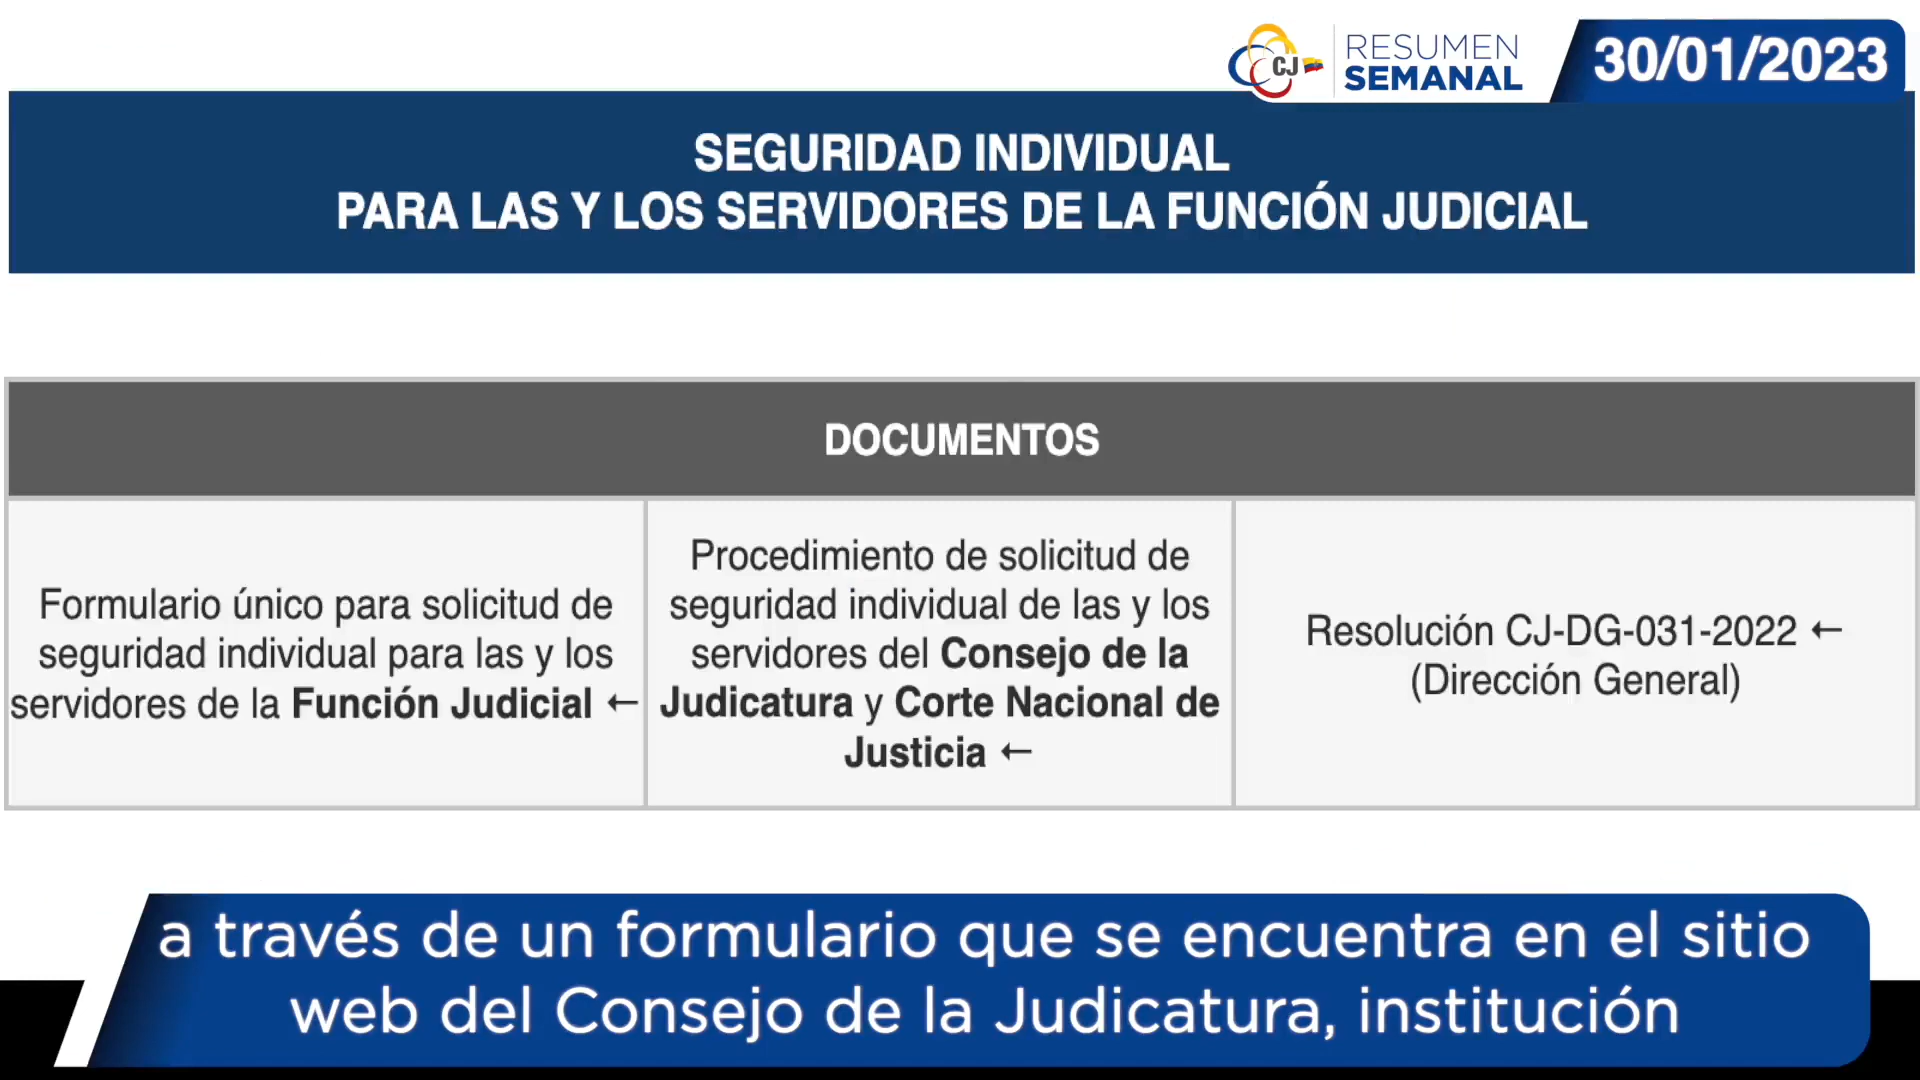 CJ
RESUMEN
SEMANAL
30/01/2023
SEGURIDAD INDIVIDUAL
PARA LAS Y LOS SERVIDORES DE LA FUNCIÓN JUDICIAL
DOCUMENTOS
Formulario único para solicitud de
seguridad individual para las y los
servidores de la Función Judicial ←
Procedimiento de solicitud de
seguridad individual de las y los
servidores del Consejo de la
Judicatura y Corte Nacional de
Justicia ←
Resolución CJ-DG-031-2022 ←
(Dirección General)
a través de un formulario que se encuentra en el sitio
web del Consejo de la Judicatura, institución